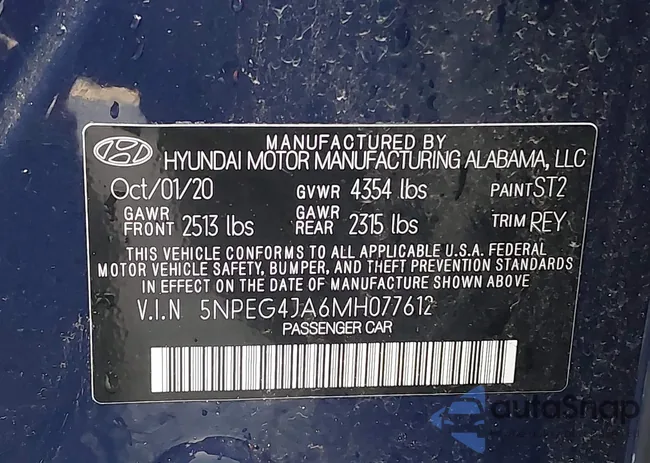 MANUFACTURED BY
HYUNDAI MOTOR MANUFACTURING ALABAMA, LLC
Oct/01/20 GVWR 4354 lbs PAINT ST2
GAWR FRONT 2513 lbs GAWR REAR 2315 lbs TRIM REY
THIS VEHICLE CONFORMS TO ALL APPLICABLE U.S.A. FEDERAL
MOTOR VEHICLE SAFETY, BUMPER, AND THEFT PREVENTION STANDARDS
IN EFFECT ON THE DATE OF MANUFACTURE SHOWN ABOVE
V.I.N 5NPEG4JA6MH077612
PASSENGER CAR
autoSnap